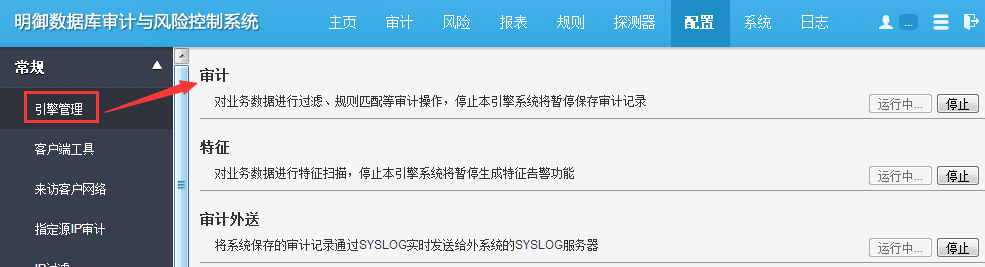 明御数据库审计与风险控制系统
主页 审计 风险 报表 规则 探测器 配置 系统 日志 ...
常规
引擎管理
客户端工具
来访客户网络
指定源IP审计
IP过滤
审计
对业务数据进行过滤、规则匹配等审计操作，停止本引擎系统将暂停保存审计记录
运行中... 停止
特征
对业务数据进行特征扫描，停止本引擎系统将暂停生成特征告警功能
运行中... 停止
审计外送
将系统保存的审计记录通过SYSLOG实时发送给外系统的SYSLOG服务器
运行中... 停止